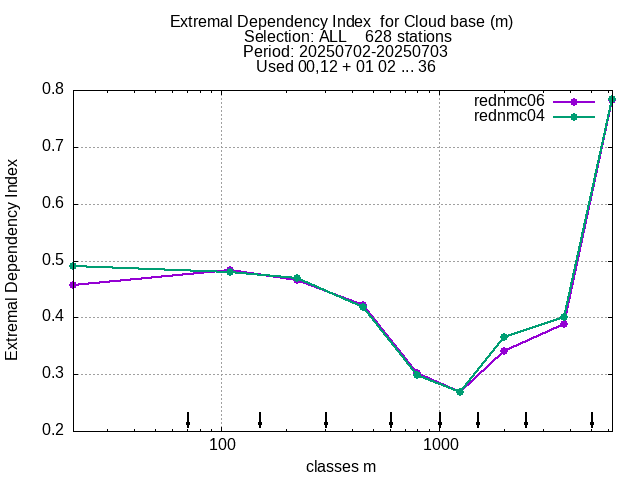 Extremal Dependency Index  for Cloud base (m)
Selection: ALL    628 stations
Period: 20250702-20250703
Used 00,12 + 01 02 ... 36
rednmc06
rednmc04
0.8
0.7
0.6
0.5
0.4
0.3
0.2
Extremal Dependency Index
100
1000
classes m